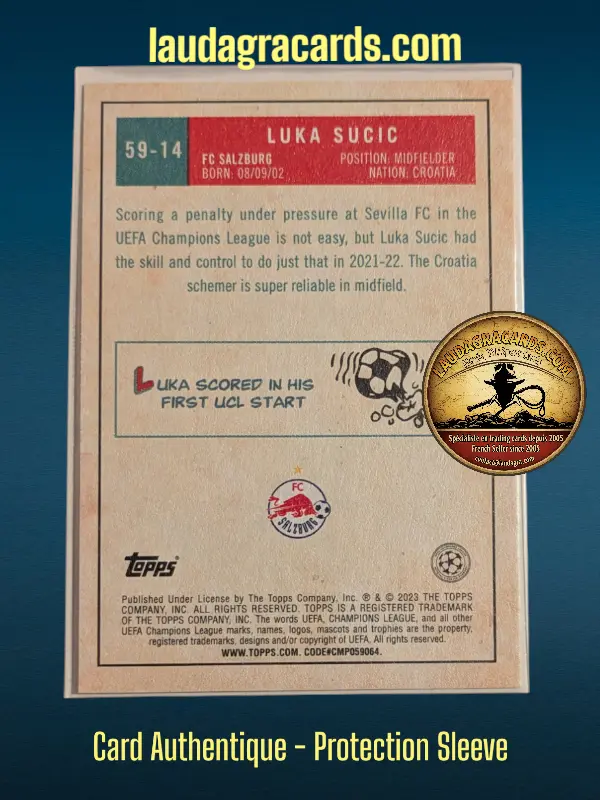 laudagracards.com
59-14
LUKA SUCIC
FC SALZBURG
POSITION: MIDFIELDER
BORN: 08/09/02
NATION: CROATIA
Scoring a penalty under pressure at Sevilla FC in the
UEFA Champions League is not easy, but Luka Sucic had
the skill and control to do just that in 2021-22. The Croatia
schemer is super reliable in midfield.
LUKA SCORED IN HIS
FIRST UCL START
LAUDAGRACARDS.COM
Spécialiste en trading cards depuis 2005
French Seller since 2005
FC
SALZBURG
TOPPS
Published Under License by The Topps Company, Inc. ® & © 2023 THE TOPPS
COMPANY, INC. ALL RIGHTS RESERVED. TOPPS IS A REGISTERED TRADEMARK
OF THE TOPPS COMPANY, INC. The words UEFA, CHAMPIONS LEAGUE, and all other
UEFA Champions League marks, names, logos, mascots and trophies are the property,
registered trademarks, designs and/or copyright of UEFA. All rights reserved.
WWW.TOPPS.COM. CODE#CMP059064.
Card Authentique - Protection Sleeve